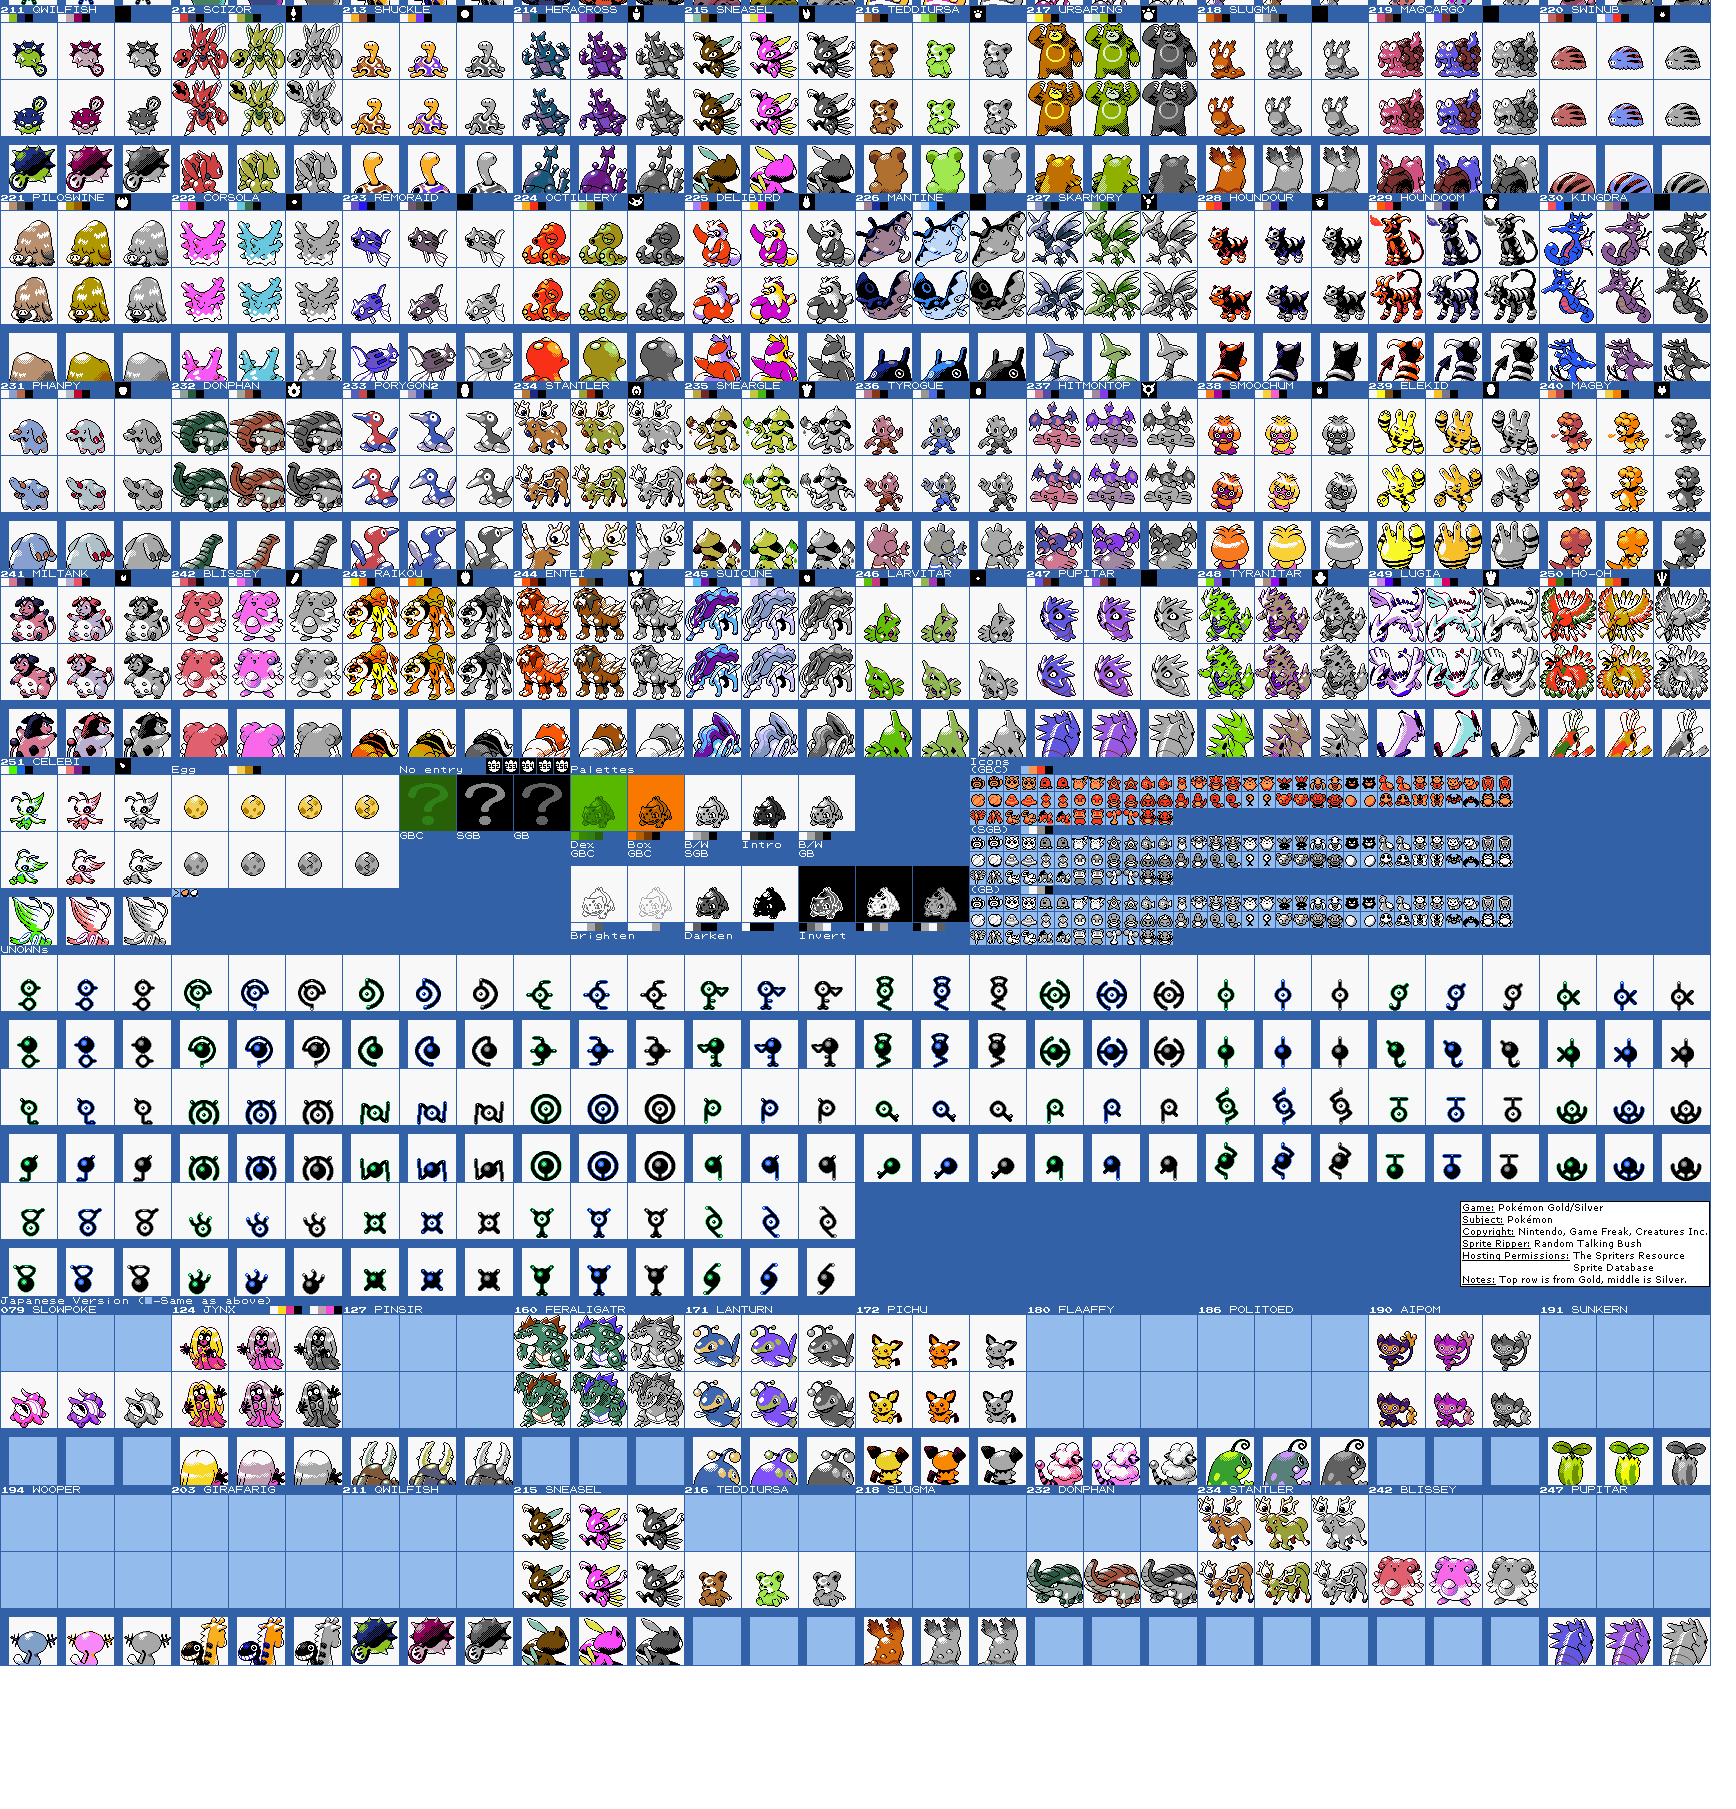 211 QWILFISH 212 SCIZOR 213 SHUCKLE 214 HERACROSS 215 SNEASEL 216 TEDDIURSA 217 URSARING 218 SLUGMA 219 MAGCARGO 220 SWINUB
221 PILOSWINE 222 CORSOLA 223 REMORAID 224 OCTILLERY 225 DELIBIRD 226 MANTINE 227 SKARMORY 228 HOUNDOUR 229 HOUNDOOM 230 KINGDRA
231 PHANPY 232 DONPHAN 233 PORYGON2 234 STANTLER 235 SMEARGLE 236 TYROGUE 237 HITMONTOP 238 SMOOCHUM 239 ELEKID 240 MAGBY
241 MILTANK 242 BLISSEY 243 RAIKOU 244 ENTEI 245 SUICUNE 246 LARVITAR 247 PUPITAR 248 TYRANITAR 249 LUGIA 250 HO-OH
251 CELEBI Egg No entry Palettes Icons
(GBC)
? ? ?
GBC SGB GB
(SGB)
Dex Box B/W Intro B/W
GBC GBC SGB GB
(GB)
Brighten Darken Invert
UNOWNs
Game: Pokémon Gold/Silver
Subject: Pokémon
Copyright: Nintendo, Game Freak, Creatures Inc.
Sprite Ripper: Random Talking Bush
Hosting Permissions: The Spriters Resource
Sprite Database
Notes: Top row is from Gold, middle is Silver.
Japanese Version (-Same as above)
079 SLOWPOKE 124 JYNX 127 PINSIR 160 FERALIGATR 171 LANTURN 172 PICHU 180 FLAAFFY 186 POLITOED 190 AIPOM 191 SUNKERN
194 WOOPER 203 GIRAFARIG 211 QWILFISH 215 SNEASEL 216 TEDDIURSA 218 SLUGMA 232 DONPHAN 234 STANTLER 242 BLISSEY 247 PUPITAR